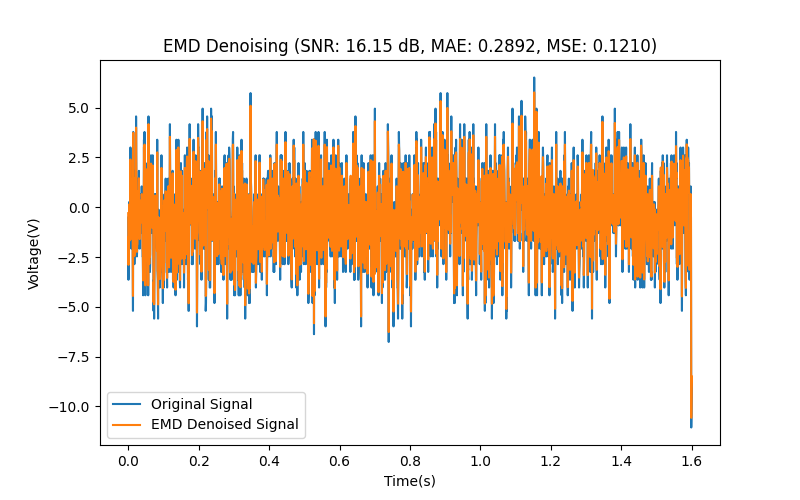 EMD Denoising (SNR: 16.15 dB, MAE: 0.2892, MSE: 0.1210)
5.0
2.5
0.0
−2.5
−5.0
−7.5
−10.0
Voltage(V)
Original Signal
EMD Denoised Signal
0.0 0.2 0.4 0.6 0.8 1.0 1.2 1.4 1.6
Time(s)